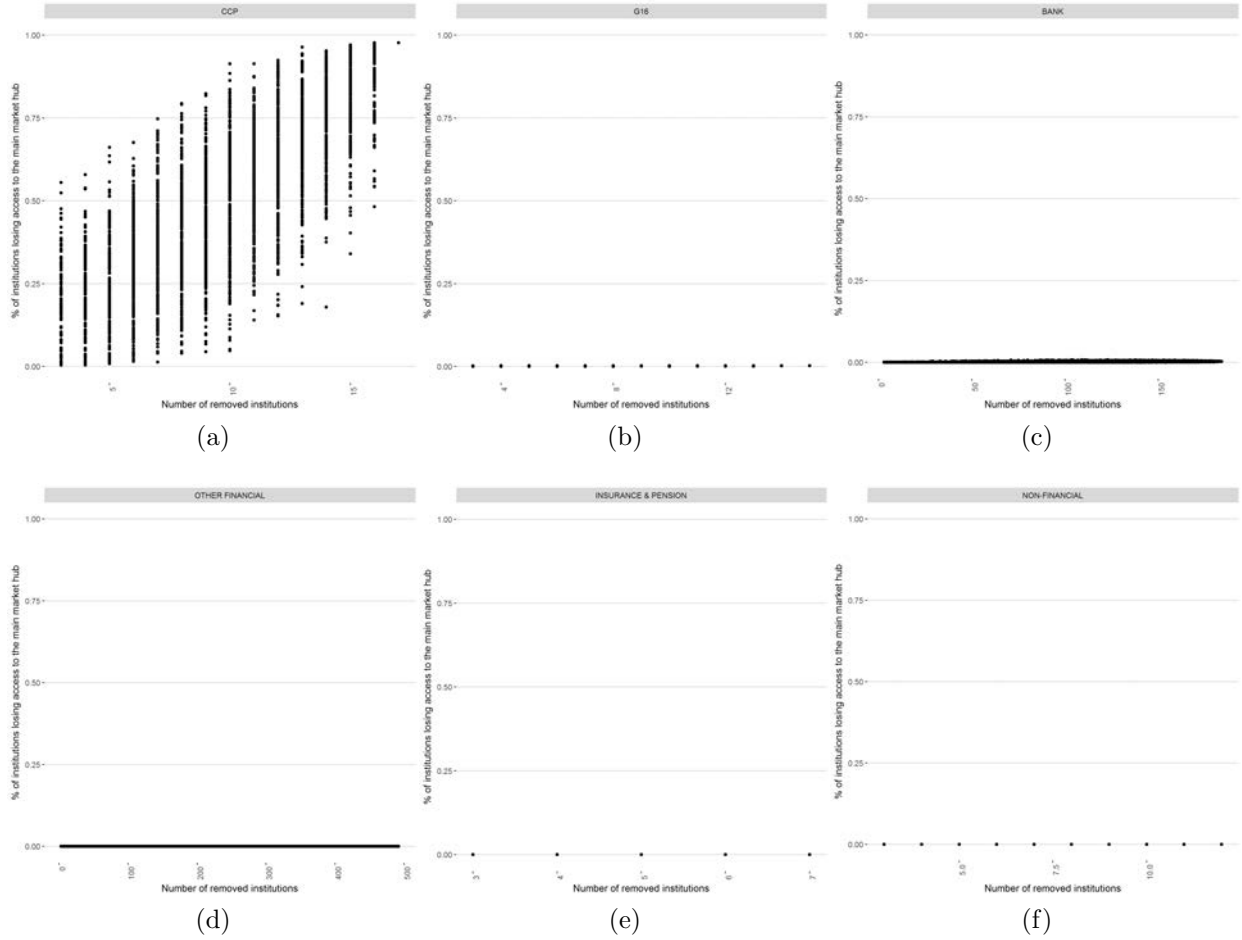 CCP
% of institutions losing access to the main market hub
1.00
0.75
0.50
0.25
0.00
5
10
15
Number of removed institutions
(a)
G16
% of institutions losing access to the main market hub
1.00
0.75
0.50
0.25
0.00
4
8
12
Number of removed institutions
(b)
BANK
% of institutions losing access to the main market hub
1.00
0.75
0.50
0.25
0.00
0
50
100
150
Number of removed institutions
(c)
OTHER FINANCIAL
% of institutions losing access to the main market hub
1.00
0.75
0.50
0.25
0.00
0
100
200
300
400
500
Number of removed institutions
(d)
INSURANCE & PENSION
% of institutions losing access to the main market hub
1.00
0.75
0.50
0.25
0.00
3
4
5
6
7
Number of removed institutions
(e)
NON-FINANCIAL
% of institutions losing access to the main market hub
1.00
0.75
0.50
0.25
0.00
5.0
7.5
10.0
Number of removed institutions
(f)